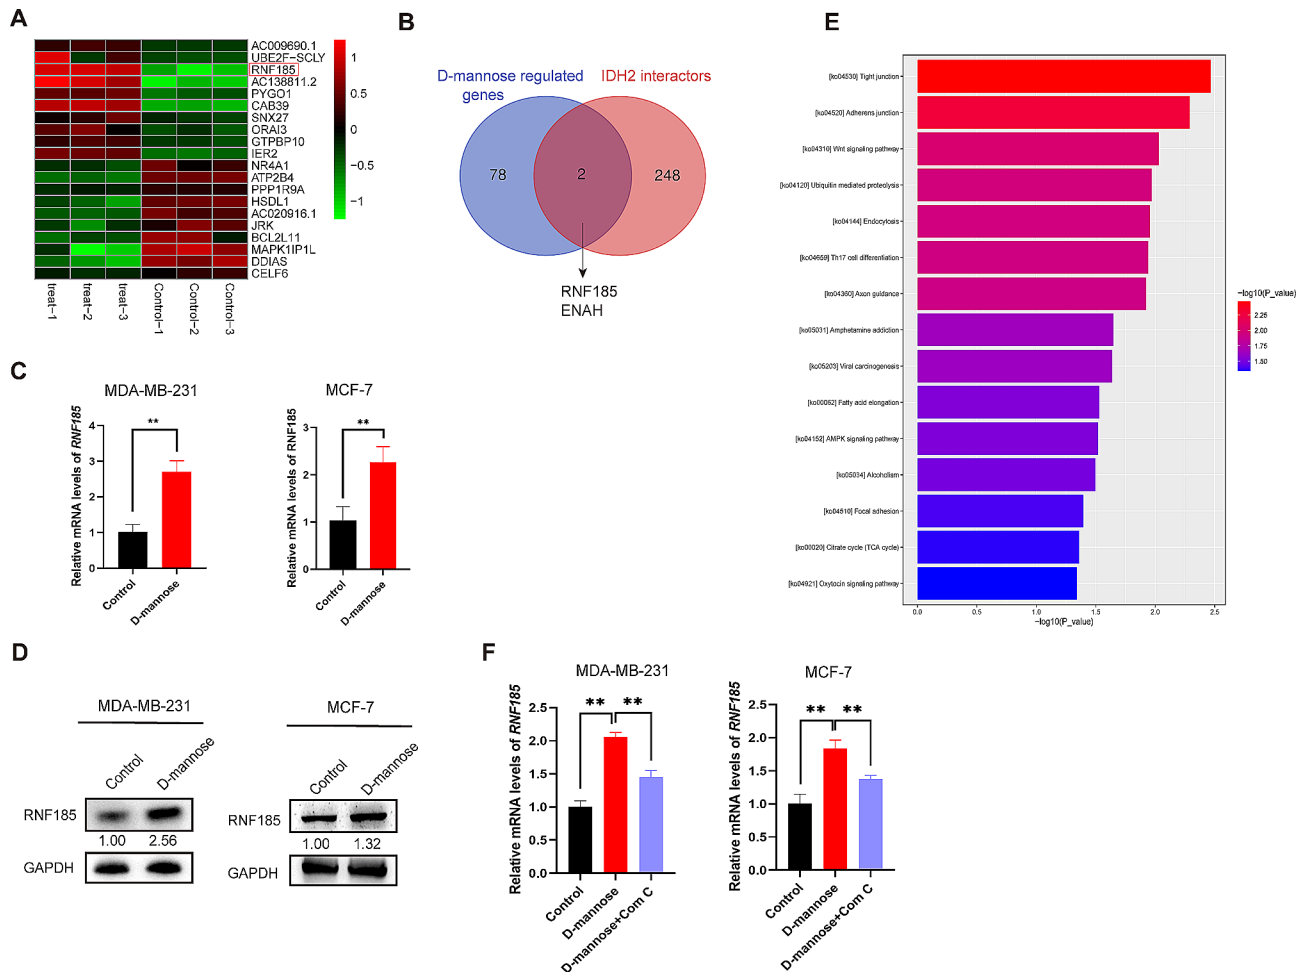 A
AC009690.1
UBE2F-SCLY
RNF185
AC138811.2
PYGO1
CAB39
SNX27
ORAI3
GTPBP10
IER2
NR4A1
ATP2B4
PPP1R9A
HSDL1
AC020916.1
JRK
BCL2L11
MAPK1IP1L
DDIAS
CELF6
1
0.5
0
−0.5
−1
treat-1
treat-2
treat-3
Control-1
Control-2
Control-3
B
D-mannose regulated
genes
IDH2 interactors
78
2
248
RNF185
ENAH
C
MDA-MB-231
Relative mRNA levels of RNF185
4
3
2
1
0
**
Control
D-mannose
MCF-7
Relative mRNA levels of RNF185
3
2
1
0
**
Control
D-mannose
D
MDA-MB-231
Control
D-mannose
RNF185
1.00 2.56
GAPDH
MCF-7
Control
D-mannose
RNF185
1.00 1.32
GAPDH
E
[ko04530] Tight junction
[ko04520] Adherens junction
[ko04310] Wnt signaling pathway
[ko04120] Ubiquitin mediated proteolysis
[ko04144] Endocytosis
[ko04659] Th17 cell differentiation
[ko04360] Axon guidance
[ko05031] Amphetamine addiction
[ko05203] Viral carcinogenesis
[ko00062] Fatty acid elongation
[ko04152] AMPK signaling pathway
[ko05034] Alcoholism
[ko04510] Focal adhesion
[ko00020] Citrate cycle (TCA cycle)
[ko04921] Oxytocin signaling pathway
0.0 0.5 1.0 1.5 2.0 2.5
−log10(P_value)
−log10(P_value)
2.25
2.00
1.75
1.50
F
MDA-MB-231
Relative mRNA levels of RNF185
2.5
2.0
1.5
1.0
0.5
0.0
** **
Control
D-mannose
D-mannose+Com C
MCF-7
Relative mRNA levels of RNF185
2.5
2.0
1.5
1.0
0.5
0.0
** **
Control
D-mannose
D-mannose+Com C